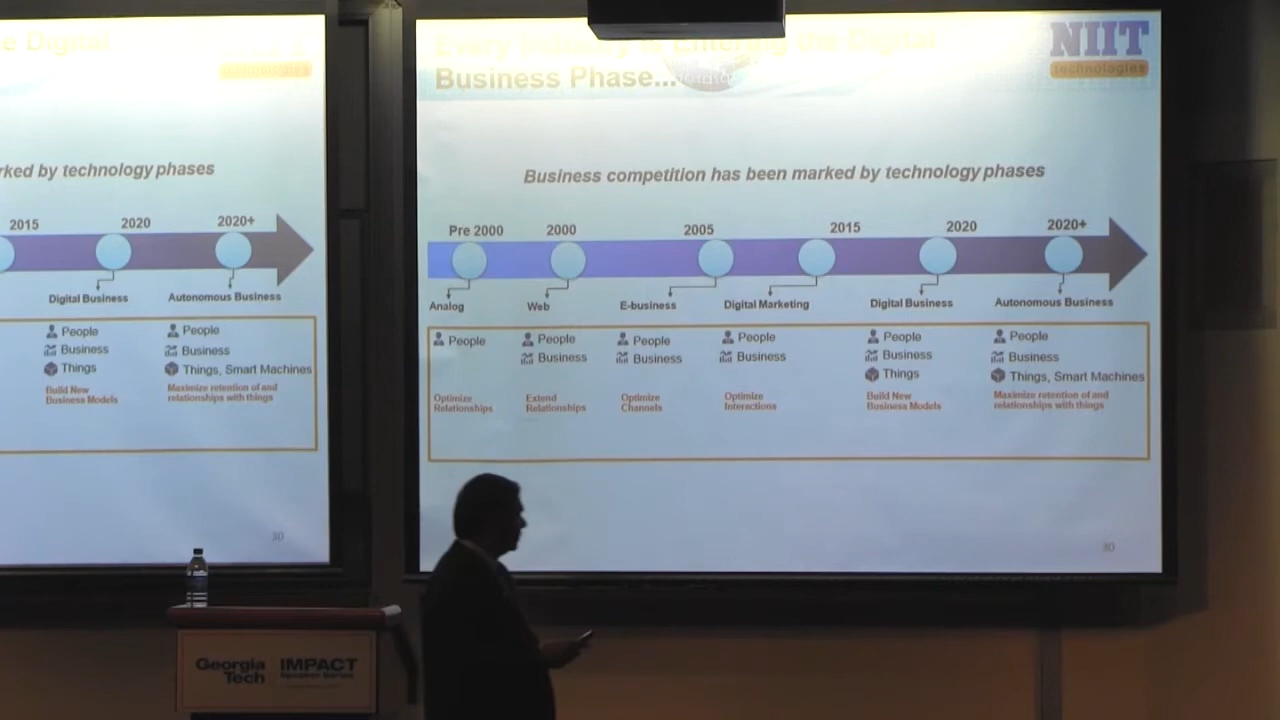 e Digital
technologies
rked by technology phases
2015 2020 2020+
Digital Business Autonomous Business
People People
Business Business
Things Things, Smart Machines
Build New Maximize retention of and
Business Models relationships with things
30
Every Industry is Entering the Digital
Business Phase...
NIIT
technologies
Business competition has been marked by technology phases
Pre 2000 2000 2005 2015 2020 2020+
Analog Web E-business Digital Marketing Digital Business Autonomous Business
People People People People People People
Business Business Business Business Business
Things Things, Smart Machines
Optimize Extend Optimize Optimize Build New Maximize retention of and
Relationships Relationships Channels Interactions Business Models relationships with things
30
Georgia
Tech
IMPACT
Speaker Series